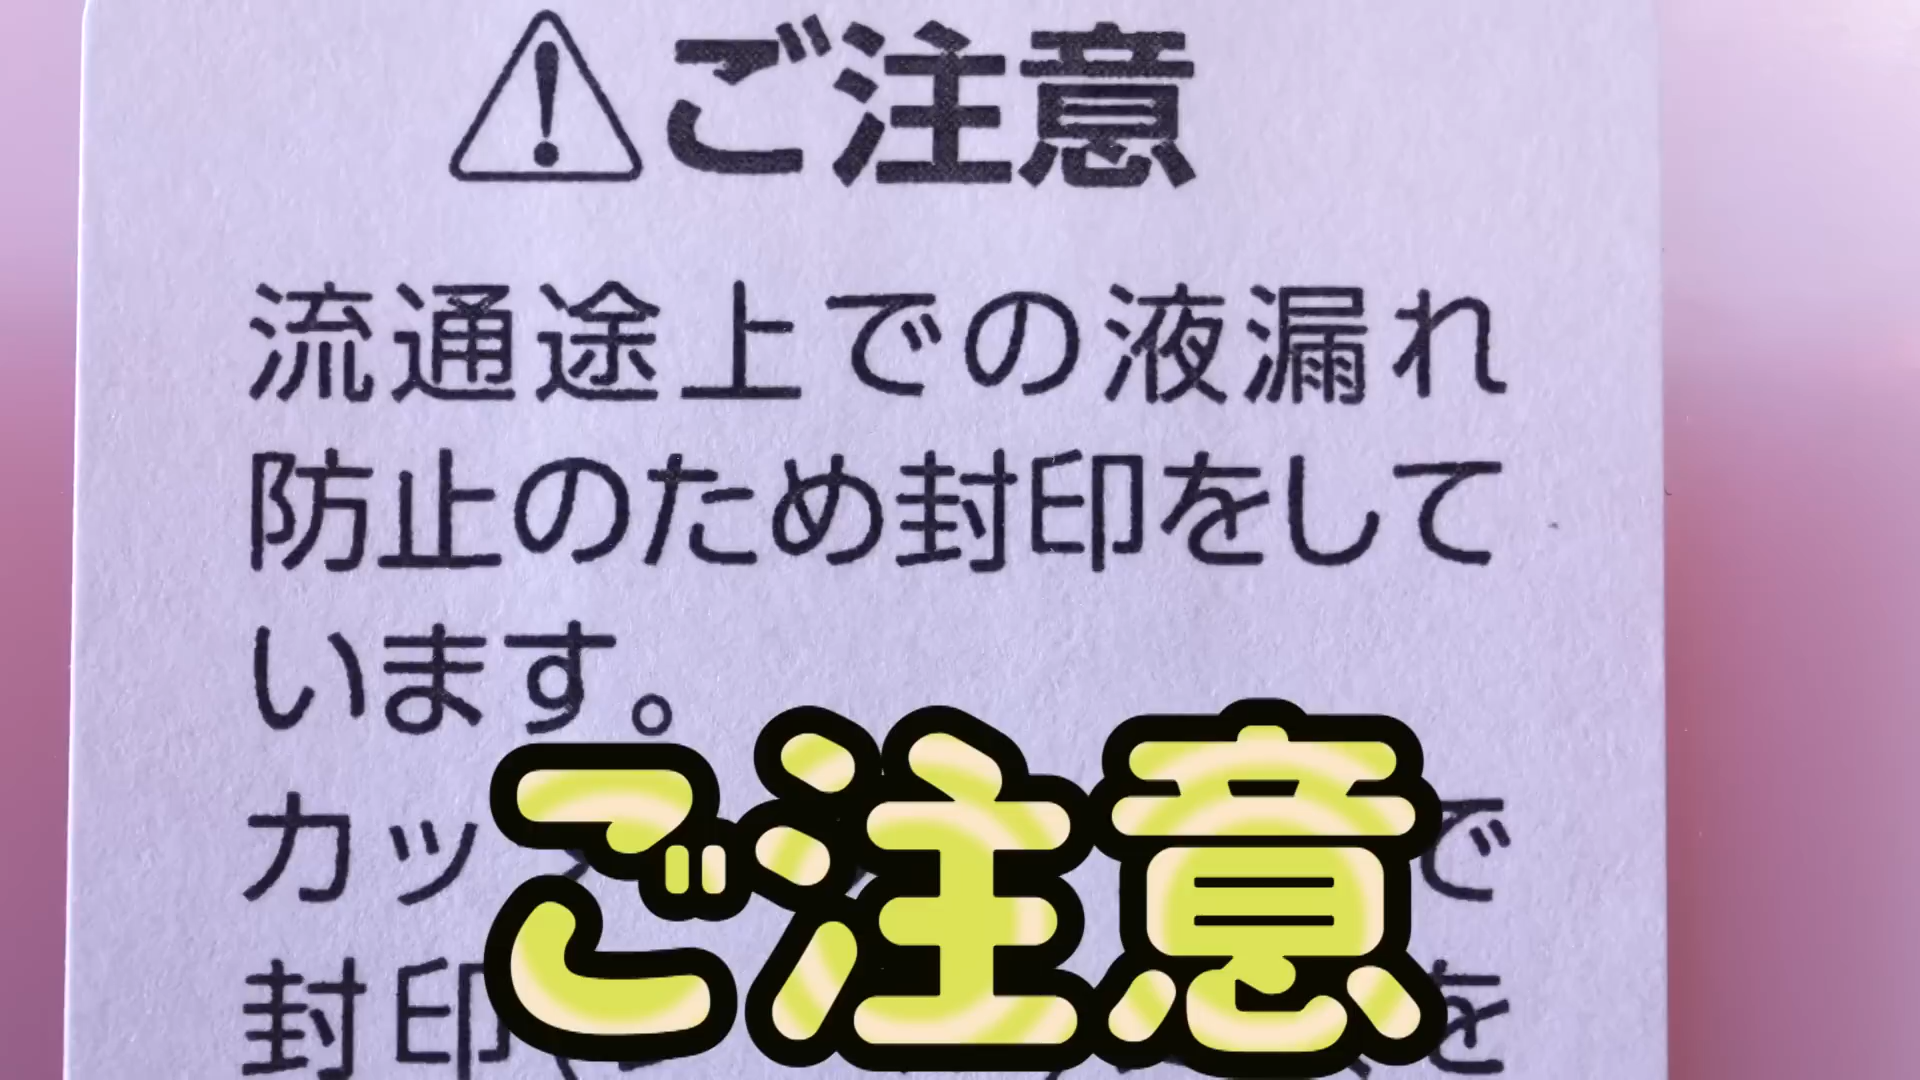 ご注意
流通途上での液漏れ
防止のため封印をして
います。
カッ で
封印 を
ご注意